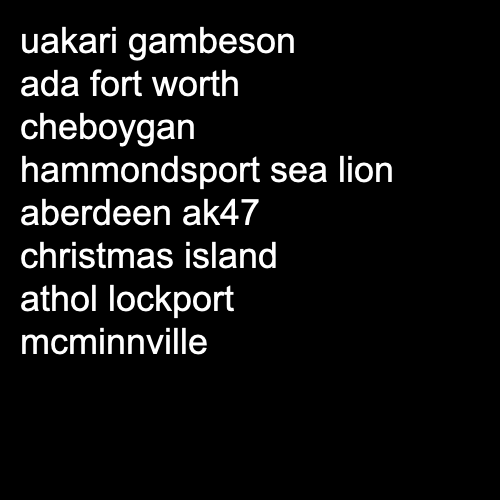 uakari gambeson
ada fort worth
cheboygan
hammondsport sea lion
aberdeen ak47
christmas island
athol lockport
mcminnville